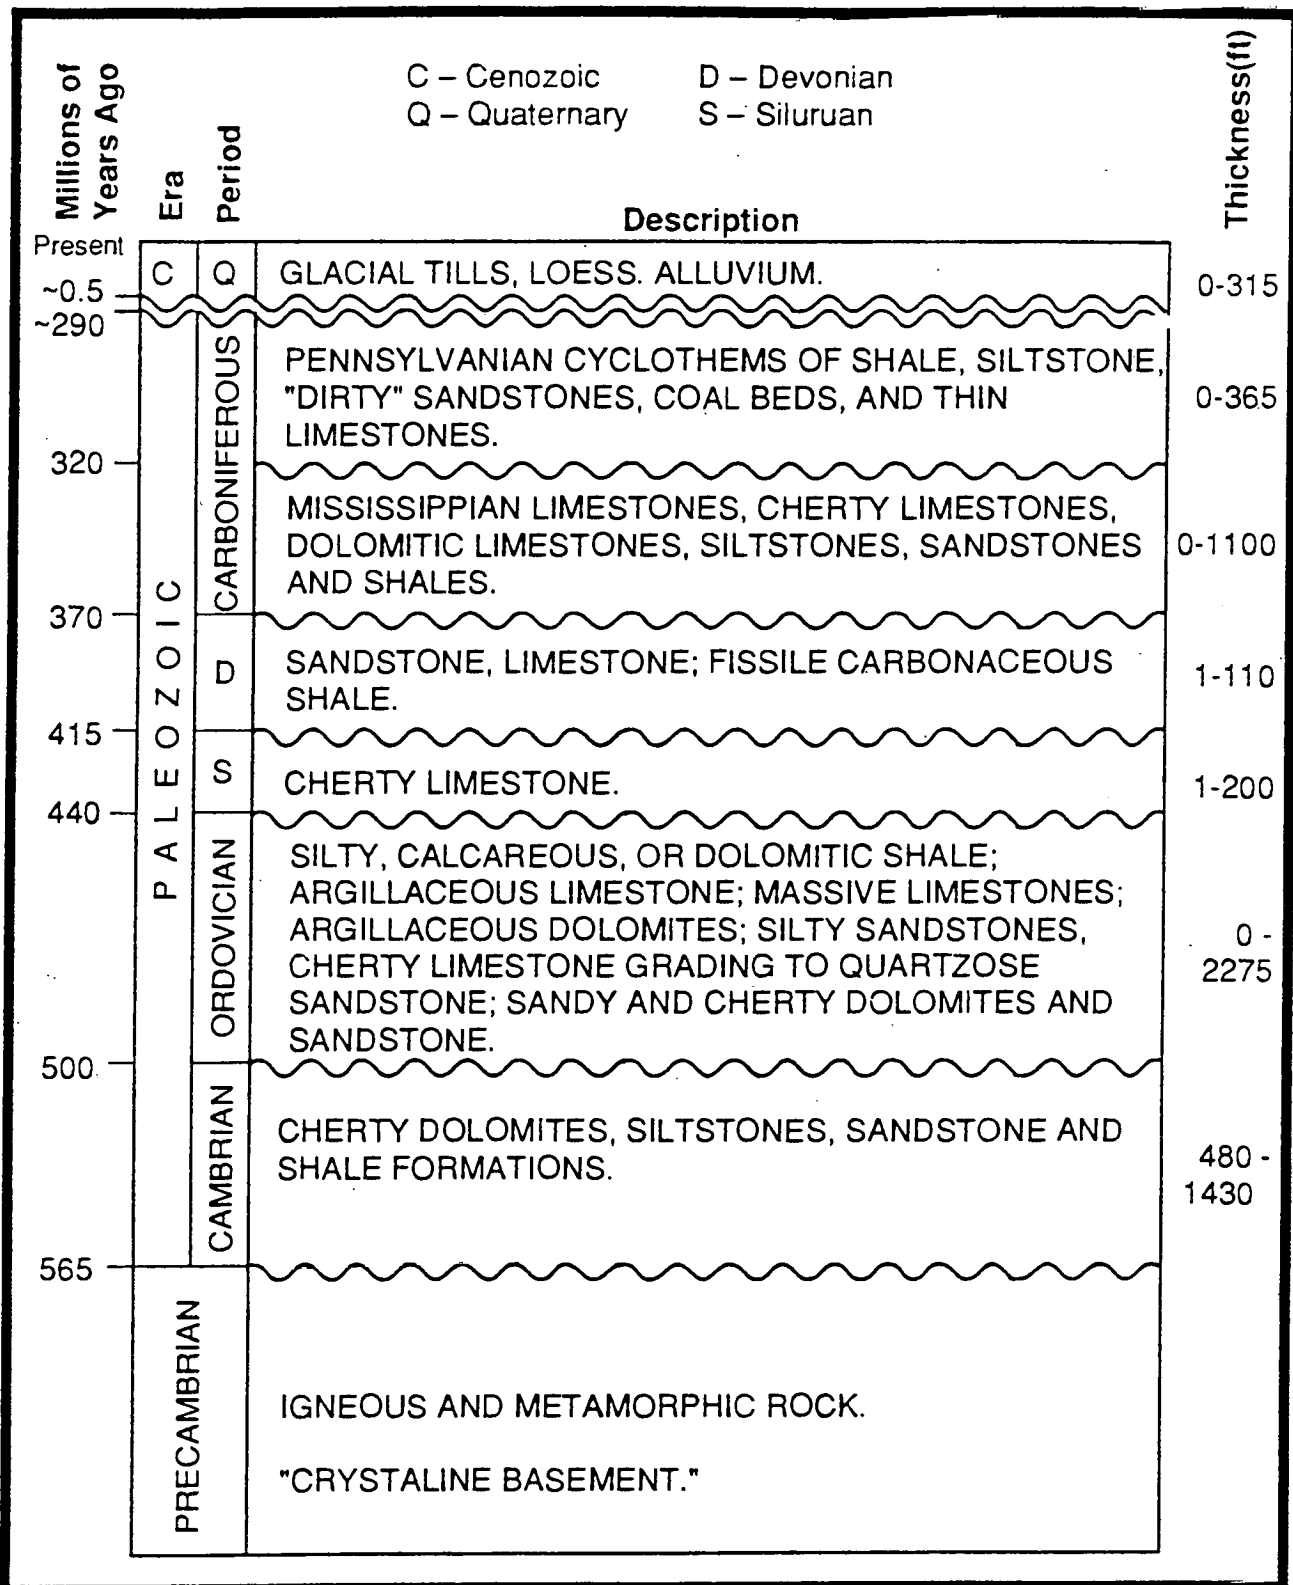 C – Cenozoic
D – Devonian
Q – Quaternary
S – Siluruan
Millions of
Years Ago
Era
Period
Description
Thickness(ft)
Present
C
Q
GLACIAL TILLS, LOESS. ALLUVIUM.
0-315
~0.5
~290
CARBONIFEROUS
PENNSYLVANIAN CYCLOTHEMS OF SHALE, SILTSTONE,
"DIRTY" SANDSTONES, COAL BEDS, AND THIN
LIMESTONES.
0-365
320
MISSISSIPPIAN LIMESTONES, CHERTY LIMESTONES,
DOLOMITIC LIMESTONES, SILTSTONES, SANDSTONES
AND SHALES.
0-1100
370
PALEOZOIC
D
SANDSTONE, LIMESTONE; FISSILE CARBONACEOUS
SHALE.
1-110
415
S
CHERTY LIMESTONE.
1-200
440
ORDOVICIAN
SILTY, CALCAREOUS, OR DOLOMITIC SHALE;
ARGILLACEOUS LIMESTONE; MASSIVE LIMESTONES;
ARGILLACEOUS DOLOMITES; SILTY SANDSTONES,
CHERTY LIMESTONE GRADING TO QUARTZOSE
SANDSTONE; SANDY AND CHERTY DOLOMITES AND
SANDSTONE.
0 -
2275
500
CAMBRIAN
CHERTY DOLOMITES, SILTSTONES, SANDSTONE AND
SHALE FORMATIONS.
480 -
1430
565
PRECAMBRIAN
IGNEOUS AND METAMORPHIC ROCK.
"CRYSTALINE BASEMENT."